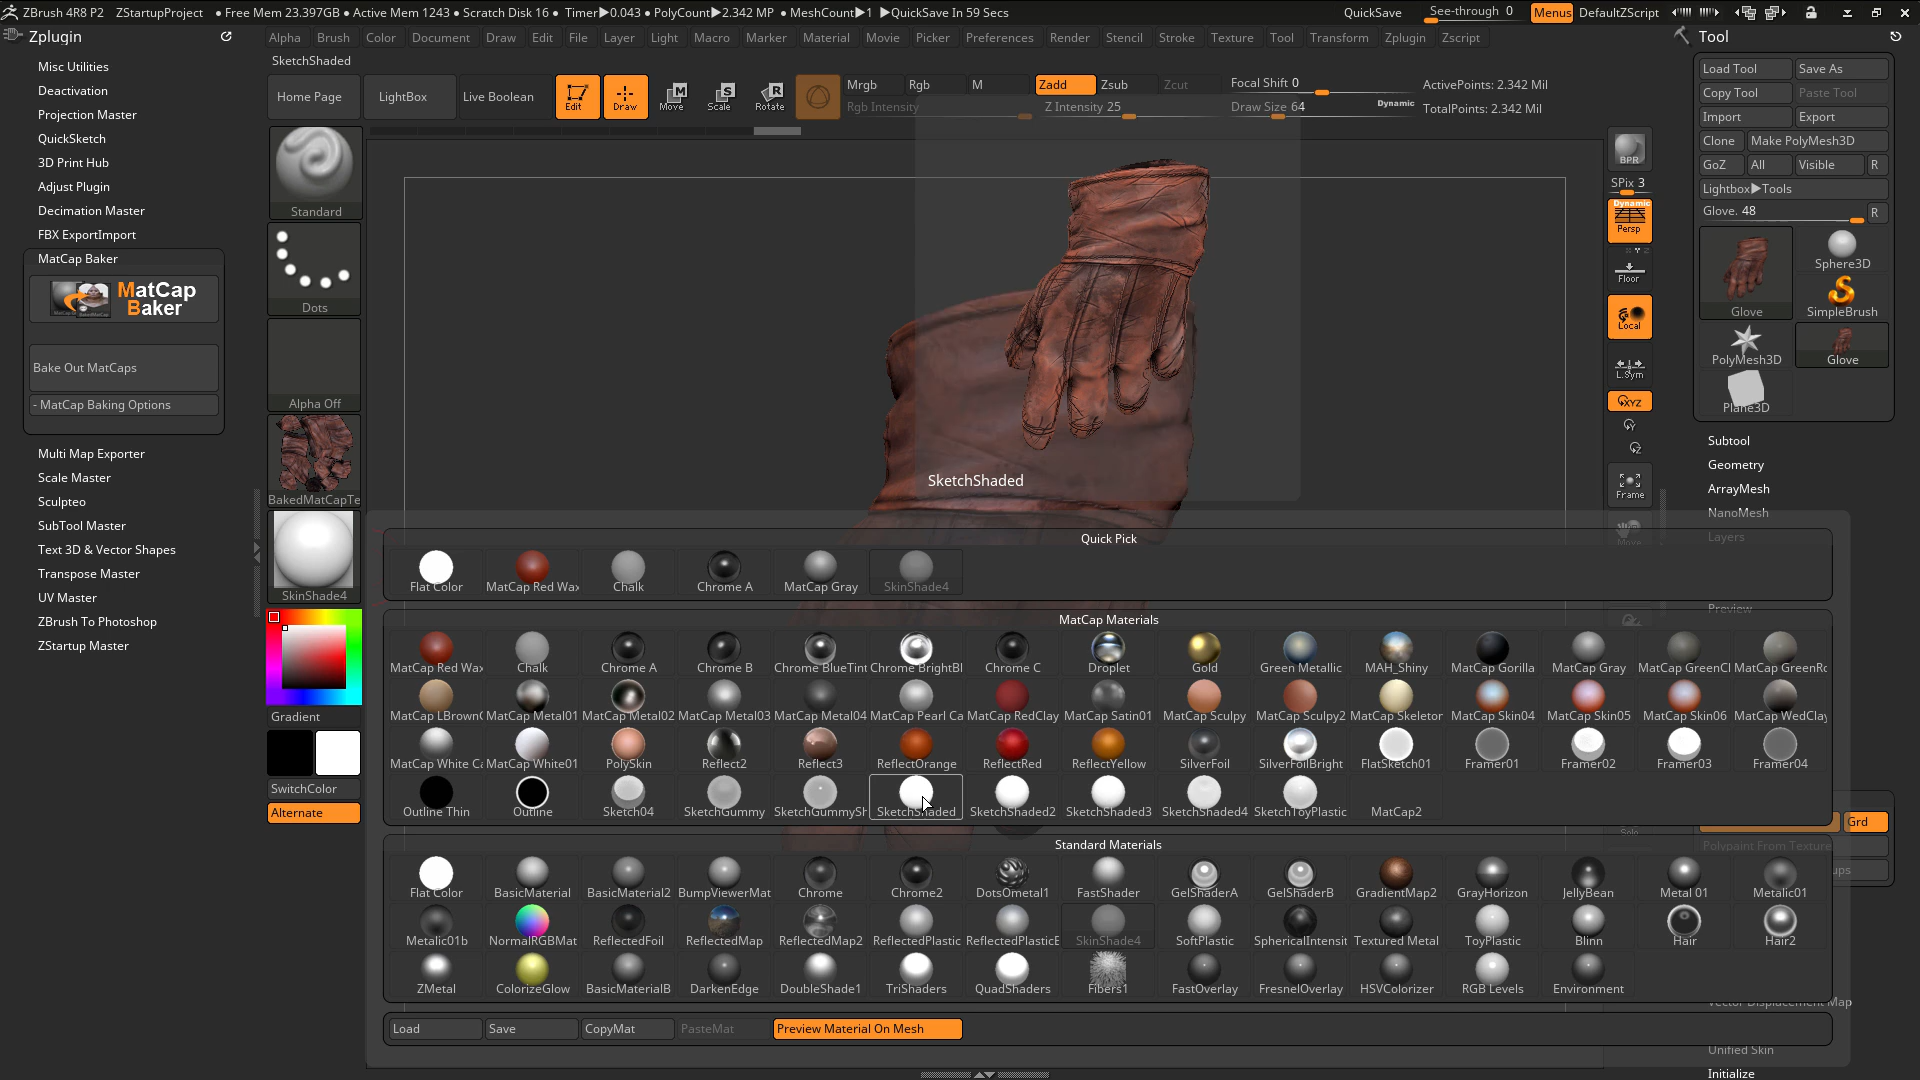 ZBrush 4R8 P2 ZStartupProject • Free Mem 23.397GB • Active Mem 1243 • Scratch Disk 16 • Timer▶0.043 • PolyCount▶2.342 MP • MeshCount▶1 ▶QuickSave In 59 Secs QuickSave See-through 0 Menus DefaultZScript
Zplugin
Alpha Brush Color Document Draw Edit File Layer Light Macro Marker Material Movie Picker Preferences Render Stencil Stroke Texture Tool Transform Zplugin Zscript
Tool
SketchShaded
Home Page LightBox Live Boolean Edit Draw Move Scale Rotate
Mrgb Rgb M Zadd Zsub Zcut Focal Shift 0 ActivePoints: 2.342 Mil
Rgb Intensity Z Intensity 25 Draw Size 64 Dynamic TotalPoints: 2.342 Mil
Misc Utilities
Deactivation
Projection Master
QuickSketch
3D Print Hub
Adjust Plugin
Decimation Master
FBX ExportImport
MatCap Baker
MatCap
Baker
Bake Out MatCaps
- MatCap Baking Options
Multi Map Exporter
Scale Master
Sculpteo
SubTool Master
Text 3D & Vector Shapes
Transpose Master
UV Master
ZBrush To Photoshop
ZStartup Master
Standard
Dots
Alpha Off
BakedMatCapTe
SkinShade4
Gradient
SwitchColor
Alternate
SketchShaded
Quick Pick
Flat Color MatCap Red Wax Chalk Chrome A MatCap Gray SkinShade4
MatCap Materials
MatCap Red Wax Chalk Chrome A Chrome B Chrome BlueTint Chrome BrightBl Chrome C Droplet Gold Green Metallic MAH_Shiny MatCap Gorilla MatCap Gray MatCap GreenCl MatCap GreenRo
MatCap LBrown MatCap Metal01 MatCap Metal02 MatCap Metal03 MatCap Metal04 MatCap Pearl Ca MatCap RedClay MatCap Satin01 MatCap Sculpy MatCap Sculpy2 MatCap Skeleton MatCap Skin04 MatCap Skin05 MatCap Skin06 MatCap WedClay
MatCap White Ca MatCap White01 PolySkin Reflect2 Reflect3 ReflectOrange ReflectRed ReflectYellow SilverFoil SilverFoilBright FlatSketch01 Framer01 Framer02 Framer03 Framer04
Outline Thin Outline Sketch04 SketchGummy SketchGummySh SketchShaded SketchShaded2 SketchShaded3 SketchShaded4 SketchToyPlastic MatCap2
Standard Materials
Flat Color BasicMaterial BasicMaterial2 BumpViewerMat Chrome Chrome2 DotsOmetal1 FastShader GelShaderA GelShaderB GradientMap2 GrayHorizon JellyBean Metal 01 Metalic01
Metalic01b NormalRGBMat ReflectedFoil ReflectedMap ReflectedMap2 ReflectedPlastic ReflectedPlasticE SkinShade4 SoftPlastic SphericalIntensit Textured Metal ToyPlastic Blinn Hair Hair2
ZMetal ColorizeGlow BasicMaterialB DarkenEdge DoubleShade1 TriShaders QuadShaders Fibers1 FastOverlay FresnelOverlay HSVColorizer RGB Levels Environment
Load Save CopyMat PasteMat Preview Material On Mesh
BPR
SPix 3
Dynamic
Persp
Floor
Local
L.Sym
XYZ
Frame
Move
Solo
Load Tool Save As
Copy Tool Paste Tool
Import Export
Clone Make PolyMesh3D
GoZ All Visible R
Lightbox▶Tools
Glove. 48 R
Glove Sphere3D
SimpleBrush
PolyMesh3D Glove
Plane3D
Subtool
Geometry
ArrayMesh
NanoMesh
Layers
Preview
Grd
Polypaint From Texture
ups
Vector Displacement Map
Unified Skin
Initialize